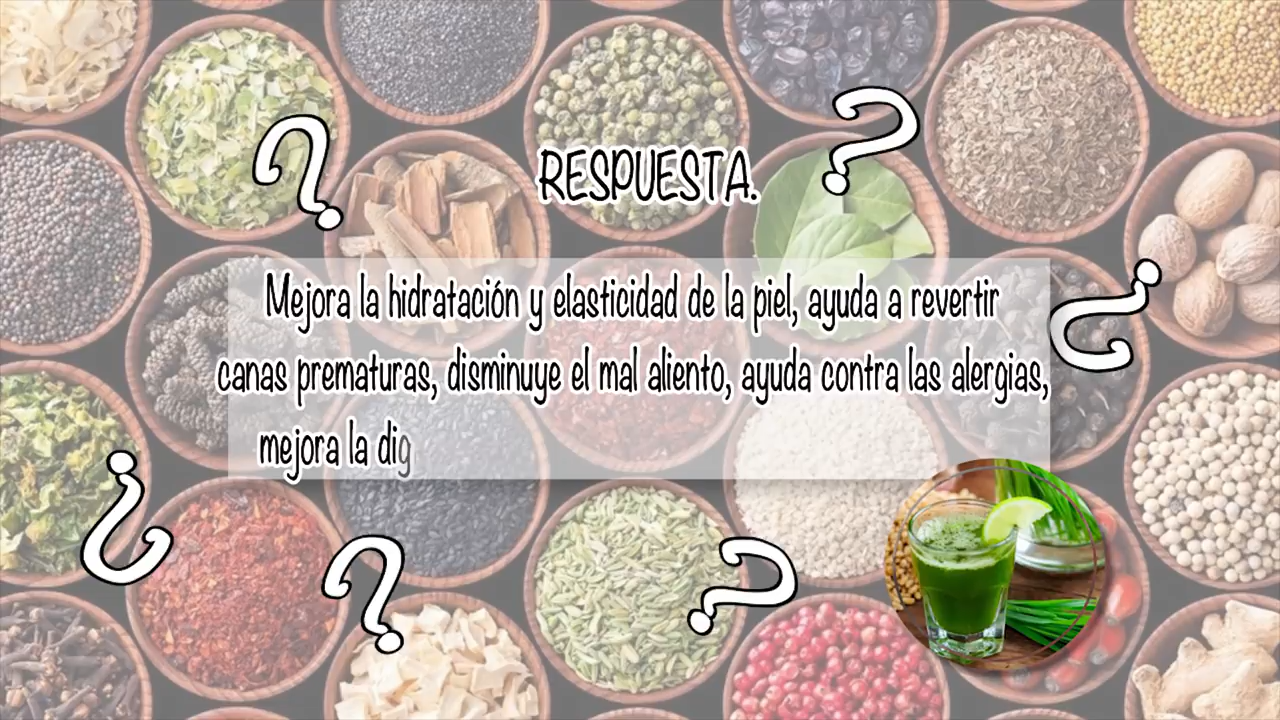 RESPUESTA.
Mejora la hidratación y elasticidad de la piel, ayuda a revertir
canas prematuras, disminuye el mal aliento, ayuda contra las alergias,
mejora la dig